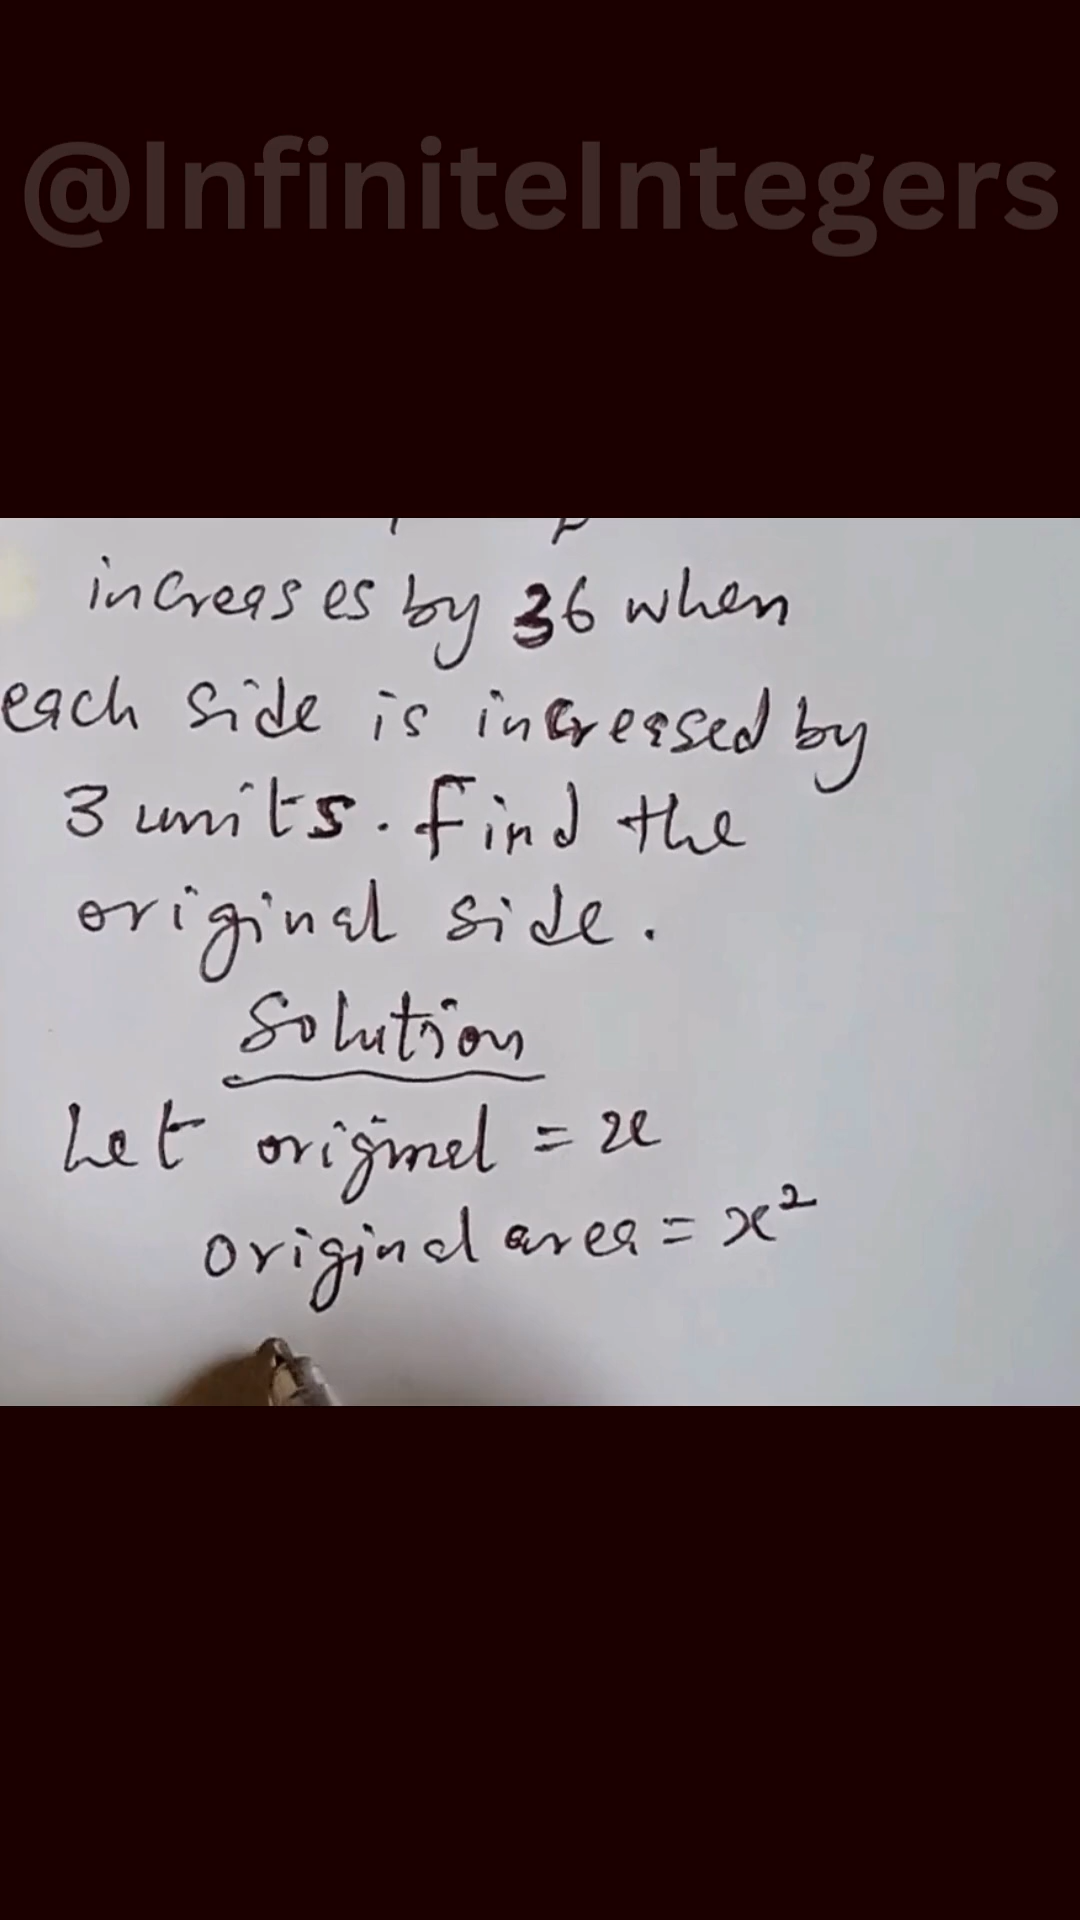 @InfiniteIntegers
increases by 36 when
each side is increased by
3 units. find the
original side.
Solution
Let original = x
original area = x²